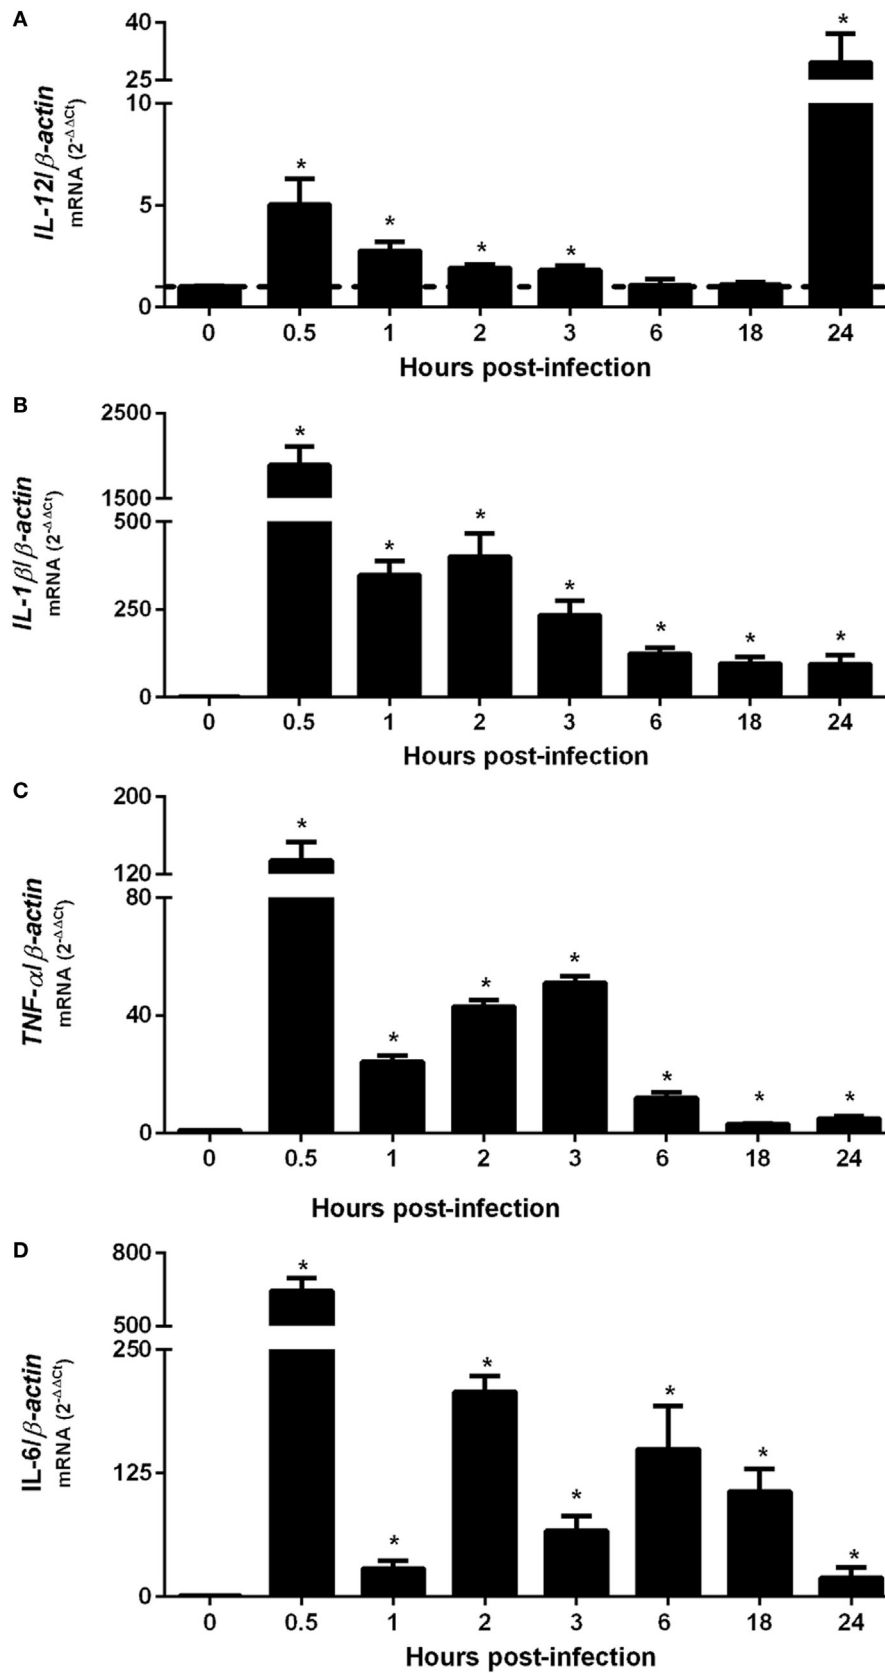 A
IL-12/β-actin
mRNA (2-ΔΔCt)
40
25
10
5
0
*
*
*
*
*
*
0 0.5 1 2 3 6 18 24
Hours post-infection
B
IL-1β/β-actin
mRNA (2-ΔΔCt)
2500
1500
500
250
0
*
*
*
*
*
*
*
0 0.5 1 2 3 6 18 24
Hours post-infection
C
TNF-α/β-actin
mRNA (2-ΔΔCt)
200
120
80
40
0
*
*
*
*
*
*
*
0 0.5 1 2 3 6 18 24
Hours post-infection
D
IL-6/β-actin
mRNA (2-ΔΔCt)
800
500
250
125
0
*
*
*
*
*
*
*
0 0.5 1 2 3 6 18 24
Hours post-infection